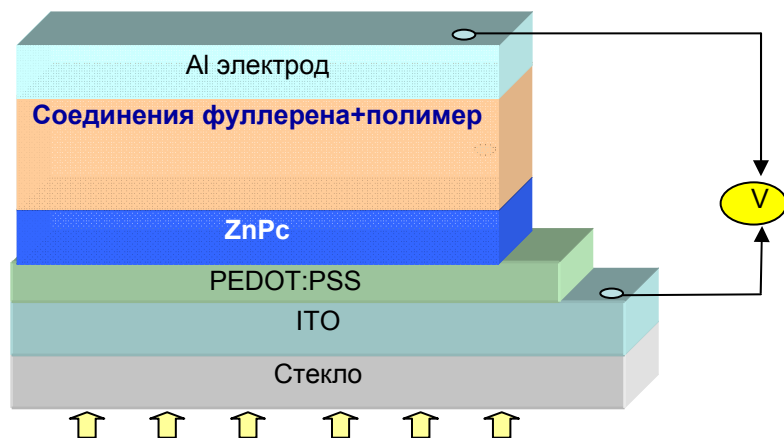 Al электрод
Соединения фуллерена+полимер
ZnPc
V
PEDOT:PSS
ITO
Стекло